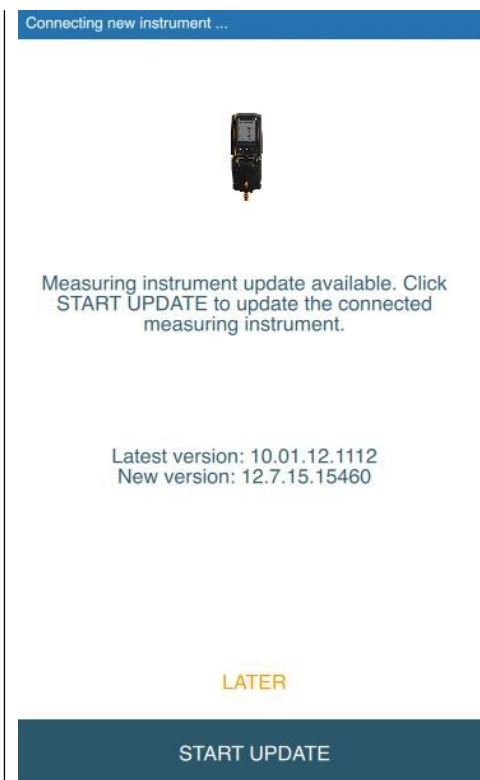 Connecting new instrument ...
Measuring instrument update available. Click
START UPDATE to update the connected
measuring instrument.
Latest version: 10.01.12.1112
New version: 12.7.15.15460
LATER
START UPDATE